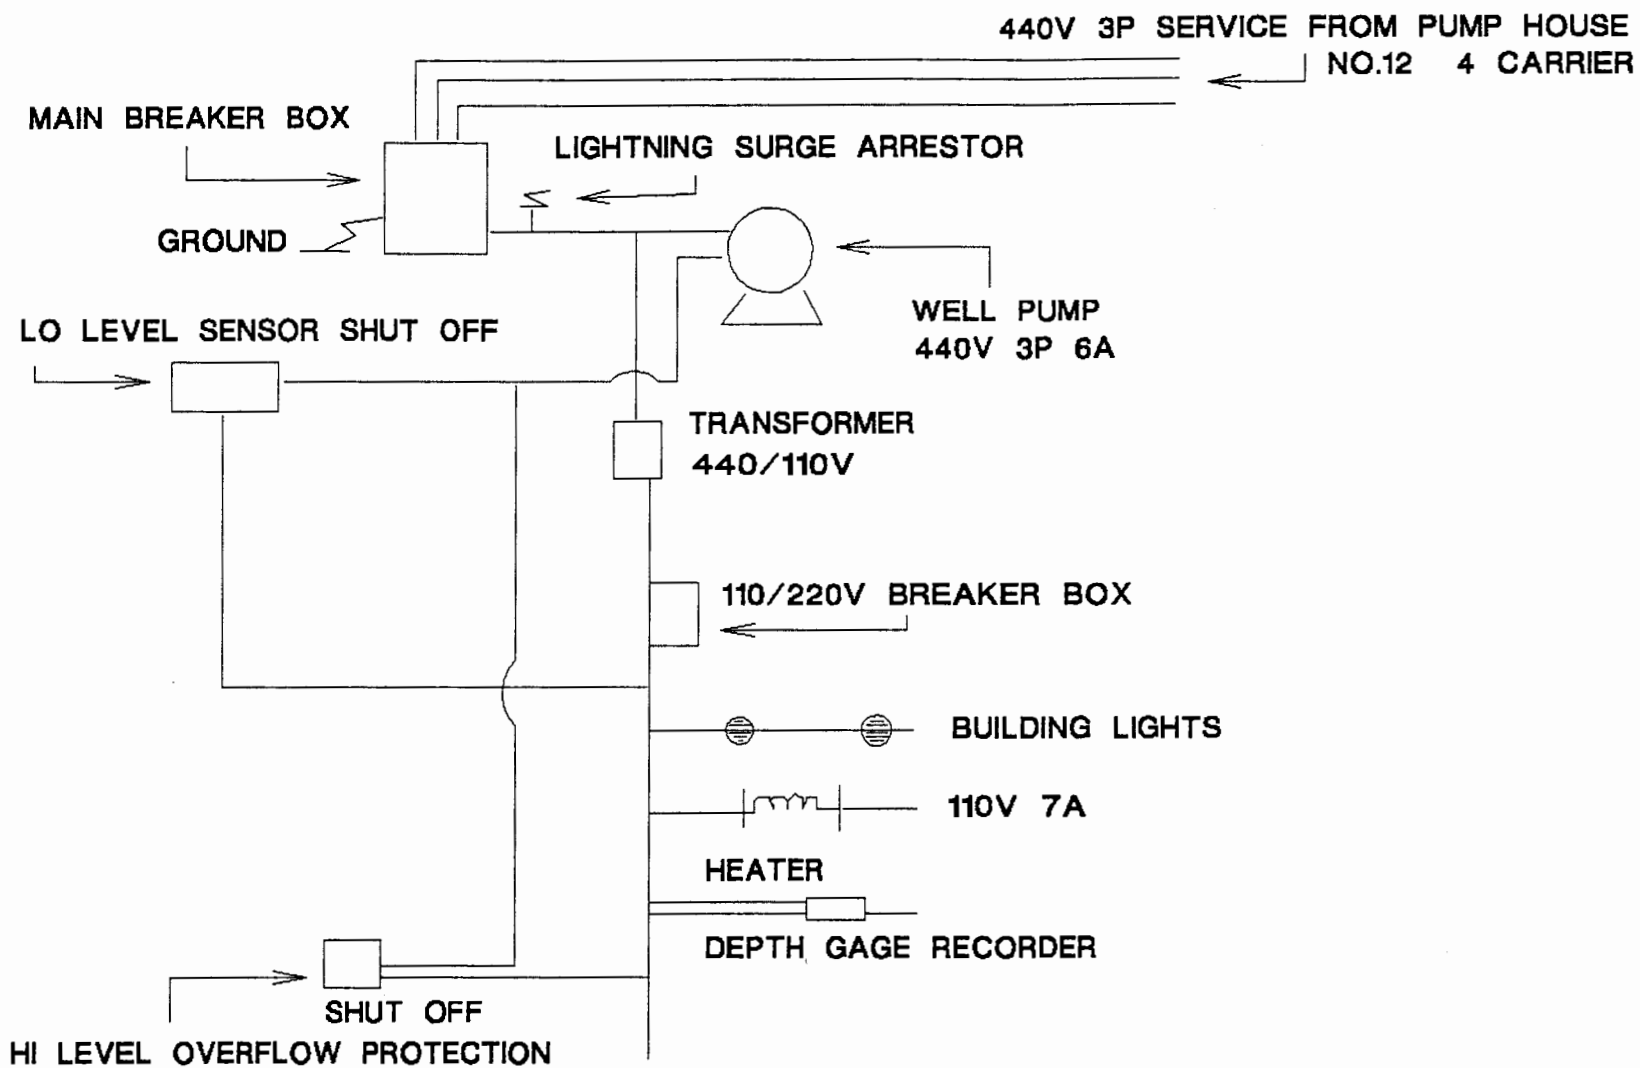 440V 3P SERVICE FROM PUMP HOUSE
NO.12 4 CARRIER
MAIN BREAKER BOX
LIGHTNING SURGE ARRESTOR
GROUND
WELL PUMP
440V 3P 6A
LO LEVEL SENSOR SHUT OFF
TRANSFORMER
440/110V
110/220V BREAKER BOX
BUILDING LIGHTS
110V 7A
HEATER
DEPTH GAGE RECORDER
SHUT OFF
HI LEVEL OVERFLOW PROTECTION